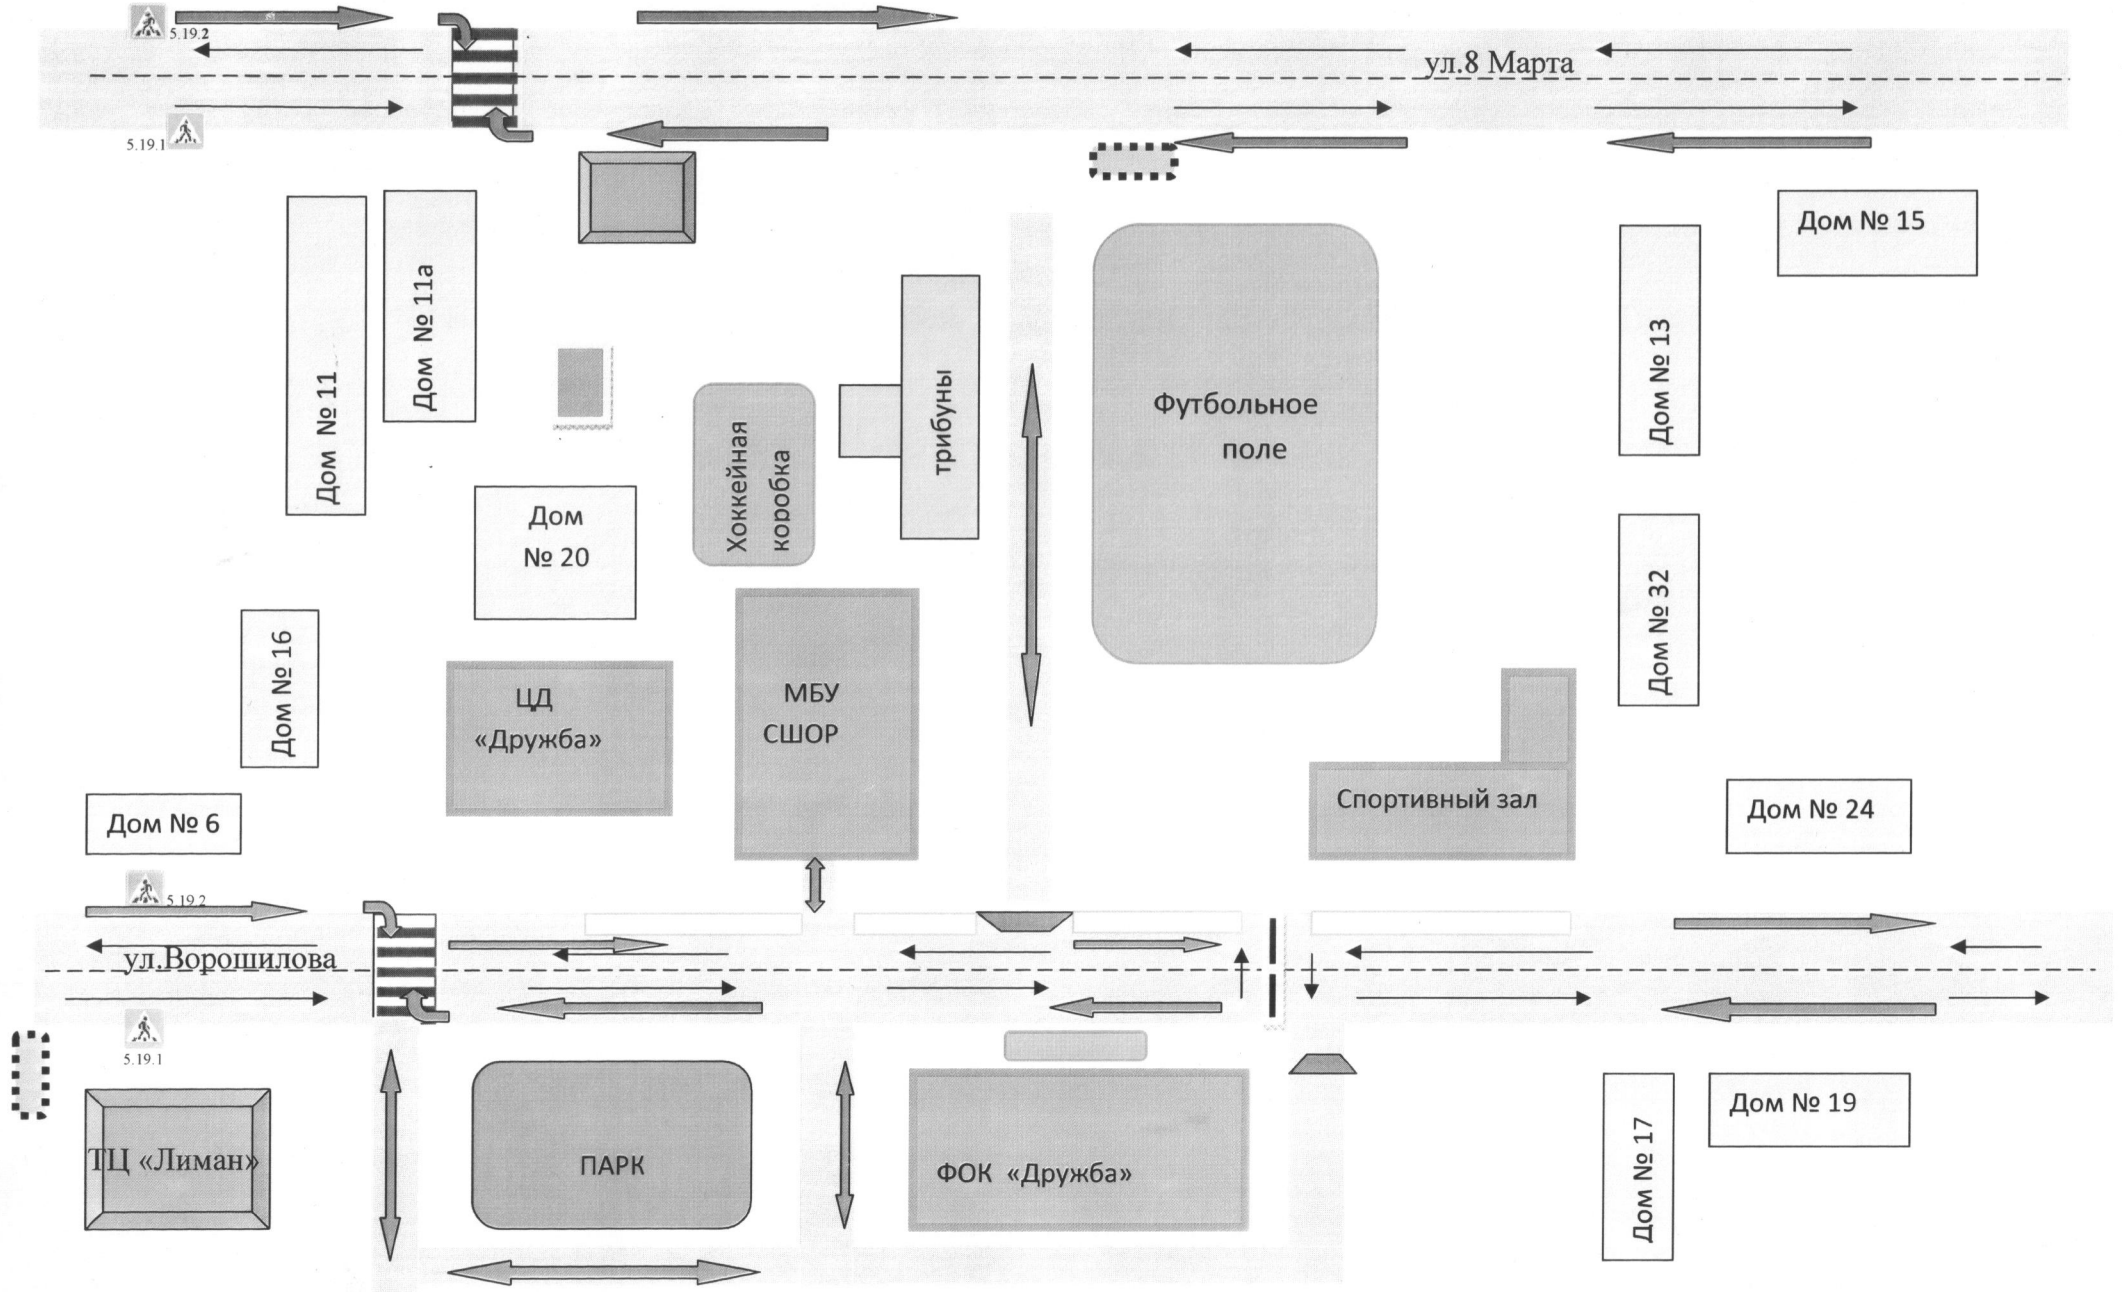 5.19.2
ул.8 Марта
5.19.1
Дом № 15
Дом № 11
Дом № 11а
Дом № 13
Хоккейная
коробка
трибуны
Футбольное
поле
Дом
№ 20
Дом № 32
Дом № 16
ЦД
«Дружба»
МБУ
СШОР
Спортивный зал
Дом № 6
Дом № 24
5.19.2
ул.Ворошилова
5.19.1
ТЦ «Лиман»
ПАРК
ФОК «Дружба»
Дом № 17
Дом № 19